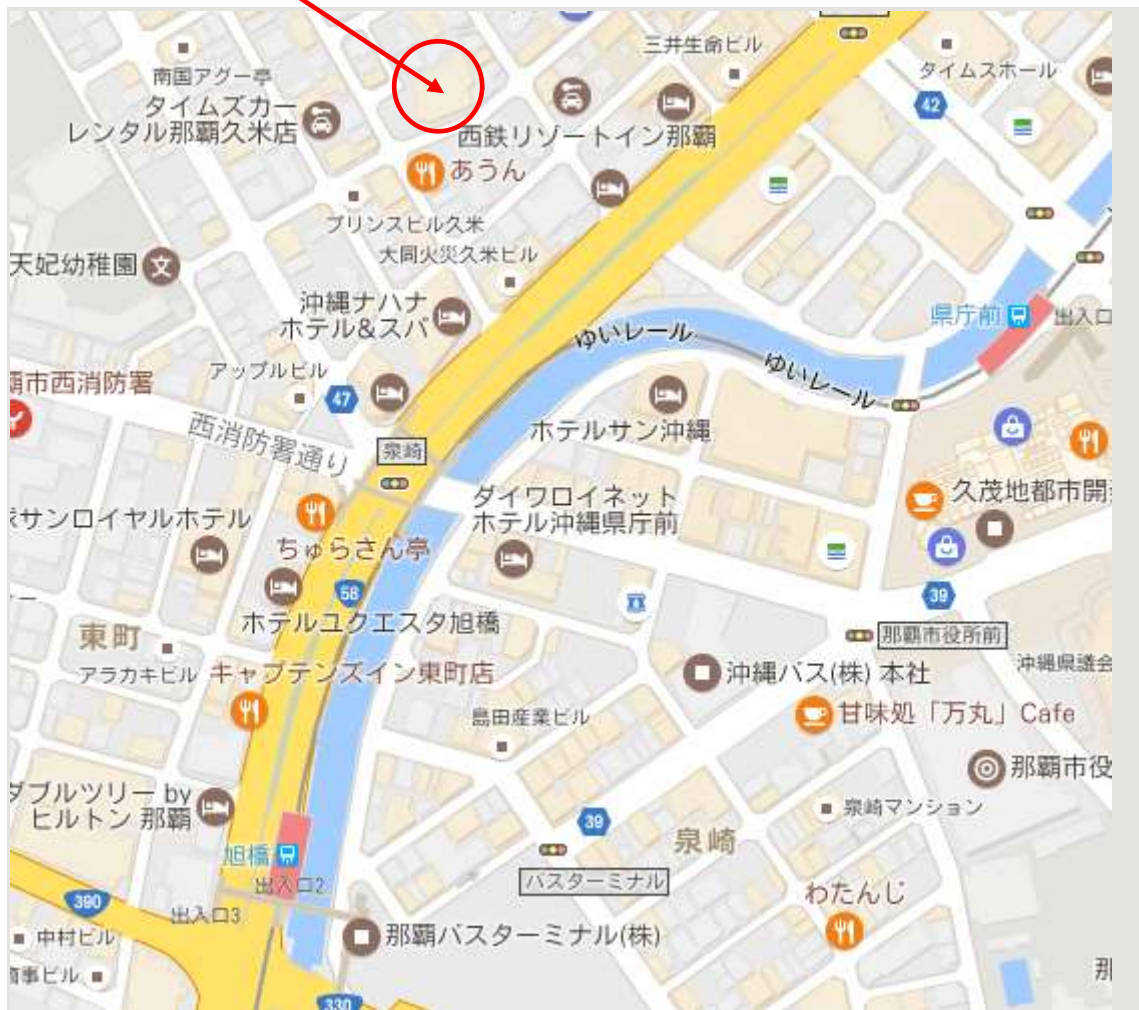 三井生命ビル
南国アグー亭
タイムスホール
タイムズカー
レンタル那覇久米店
42
西鉄リゾートイン那覇
あうん
プリンスビル久米
大同火災久米ビル
天妃幼稚園
文
沖縄ナハナ
ホテル&スパ
県庁前
出入口
ゆいレール
ゆいレール
アップルビル
覇市西消防署
47
西消防署通り
泉崎
ホテルサン沖縄
ダイワロイネット
ホテル沖縄県庁前
久茂地都市開
サンロイヤルホテル
ちゅらさん亭
58
39
ホテルユクエスタ旭橋
那覇市役所前
東町
アラカキビル
キャプテンズイン東町店
沖縄バス(株) 本社
沖縄県議会
島田産業ビル
甘味処「万丸」Cafe
那覇市役
ダブルツリー by
ヒルトン 那覇
泉崎マンション
39
泉崎
旭橋
出入口2
バスターミナル
わたんじ
390
出入口3
中村ビル
那覇バスターミナル(株)
商事ビル
那
330